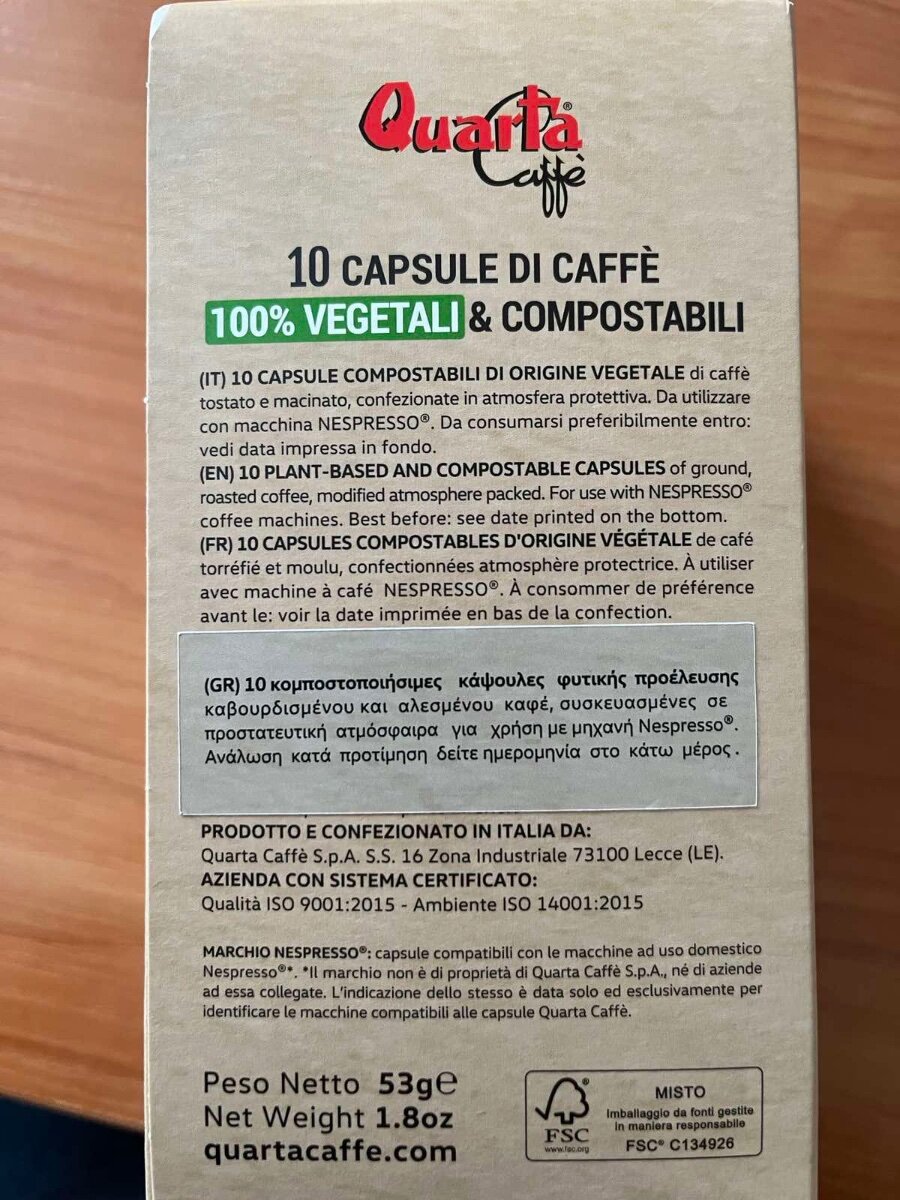 Quarta®
Caffè
10 CAPSULE DI CAFFÈ
100% VEGETALI & COMPOSTABILI
(IT) 10 CAPSULE COMPOSTABILI DI ORIGINE VEGETALE di caffè
tostato e macinato, confezionate in atmosfera protettiva. Da utilizzare
con macchina NESPRESSO®. Da consumarsi preferibilmente entro:
vedi data impressa in fondo.
(EN) 10 PLANT-BASED AND COMPOSTABLE CAPSULES of ground,
roasted coffee, modified atmosphere packed. For use with NESPRESSO®
coffee machines. Best before: see date printed on the bottom.
(FR) 10 CAPSULES COMPOSTABLES D'ORIGINE VÉGÉTALE de café
torréfié et moulu, confectionnées atmosphère protectrice. À utiliser
avec machine à café NESPRESSO®. À consommer de préférence
avant le: voir la date imprimée en bas de la confection.
(GR) 10 κομποστοποιήσιμες κάψουλες φυτικής προέλευσης
καβουρδισμένου και αλεσμένου καφέ, συσκευασμένες σε
προστατευτική ατμόσφαιρα για χρήση με μηχανή Nespresso®.
Ανάλωση κατά προτίμηση δείτε ημερομηνία στο κάτω μέρος.
PRODOTTO E CONFEZIONATO IN ITALIA DA:
Quarta Caffè S.p.A. S.S. 16 Zona Industriale 73100 Lecce (LE).
AZIENDA CON SISTEMA CERTIFICATO:
Qualità ISO 9001:2015 - Ambiente ISO 14001:2015
MARCHIO NESPRESSO®: capsule compatibili con le macchine ad uso domestico
Nespresso®*. *Il marchio non è di proprietà di Quarta Caffè S.p.A., né di aziende
ad essa collegate. L'indicazione dello stesso è data solo ed esclusivamente per
identificare le macchine compatibili alle capsule Quarta Caffè.
Peso Netto 53g℮
Net Weight 1.8oz
quartacaffe.com
FSC
www.fsc.org
MISTO
Imballaggio da fonti gestite
in maniera responsabile
FSC® C134926